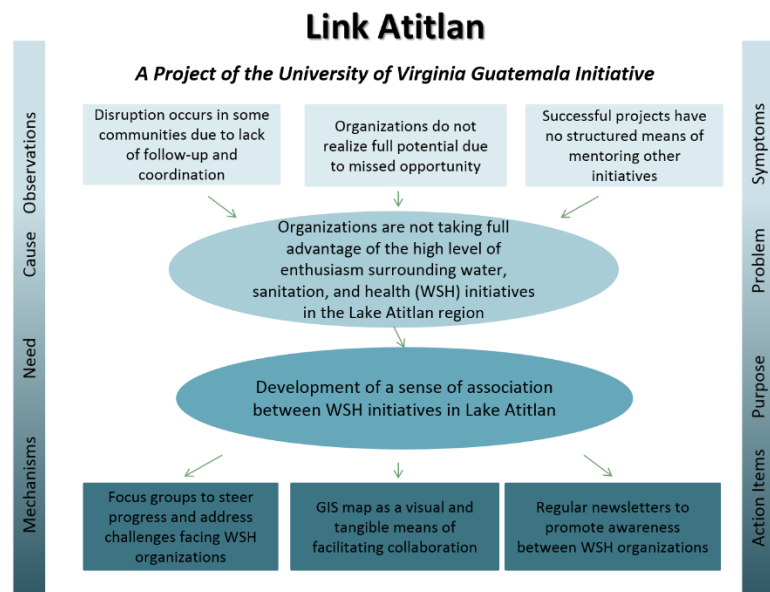 Link Atitlan
A Project of the University of Virginia Guatemala Initiative
Observations
Symptoms
Disruption occurs in some
communities due to lack
of follow-up and
coordination
Organizations do not
realize full potential due
to missed opportunity
Successful projects have
no structured means of
mentoring other
initiatives
Cause
Problem
Organizations are not taking full
advantage of the high level of
enthusiasm surrounding water,
sanitation, and health (WSH) initiatives
in the Lake Atitlan region
Need
Purpose
Development of a sense of association
between WSH initiatives in Lake Atitlan
Mechanisms
Action Items
Focus groups to steer
progress and address
challenges facing WSH
organizations
GIS map as a visual and
tangible means of
facilitating collaboration
Regular newsletters to
promote awareness
between WSH organizations